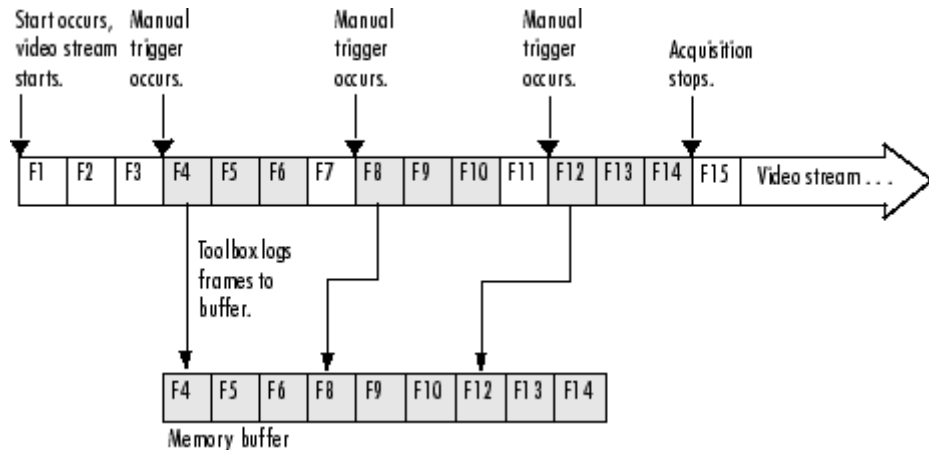 Start occurs,
video stream
starts.
Manual
trigger
occurs.
Manual
trigger
occurs.
Manual
trigger
occurs.
Acquisition
stops.
F1 F2 F3 F4 F5 F6 F7 F8 F9 F10 F11 F12 F13 F14 F15 Video stream . . .
Toolbox logs
frames to
buffer.
F4 F5 F6 F8 F9 F10 F12 F13 F14
Memory buffer